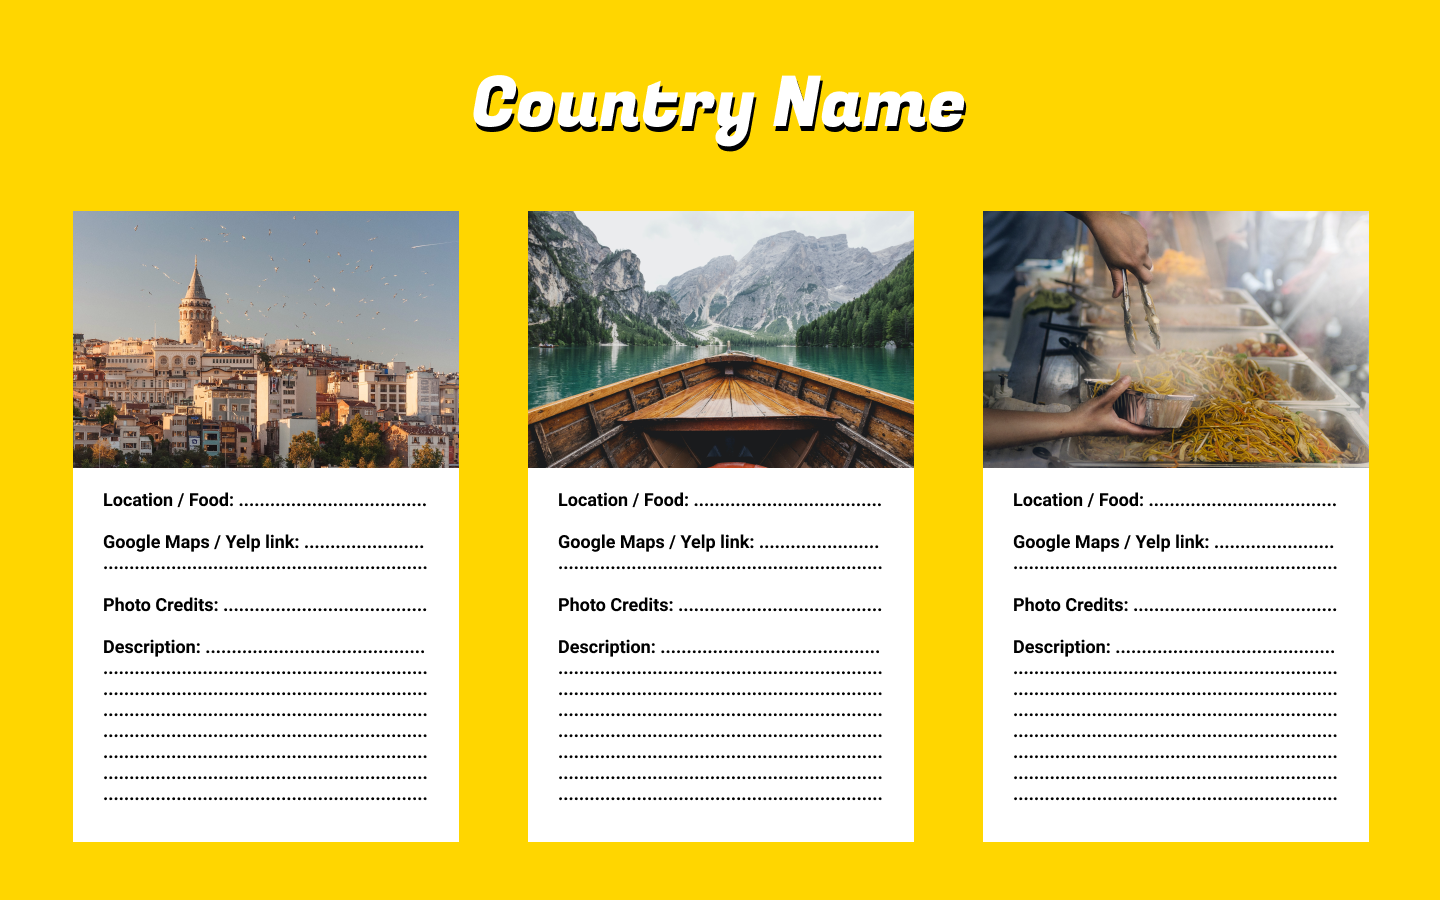 Country Name
Location / Food: ....................................
Google Maps / Yelp link: .......................
..............................................................
Photo Credits: .......................................
Description: ..........................................
..............................................................
..............................................................
..............................................................
..............................................................
..............................................................
..............................................................
..............................................................
Location / Food: ....................................
Google Maps / Yelp link: .......................
..............................................................
Photo Credits: .......................................
Description: ..........................................
..............................................................
..............................................................
..............................................................
..............................................................
..............................................................
..............................................................
..............................................................
Location / Food: ....................................
Google Maps / Yelp link: .......................
..............................................................
Photo Credits: .......................................
Description: ..........................................
..............................................................
..............................................................
..............................................................
..............................................................
..............................................................
..............................................................
..............................................................